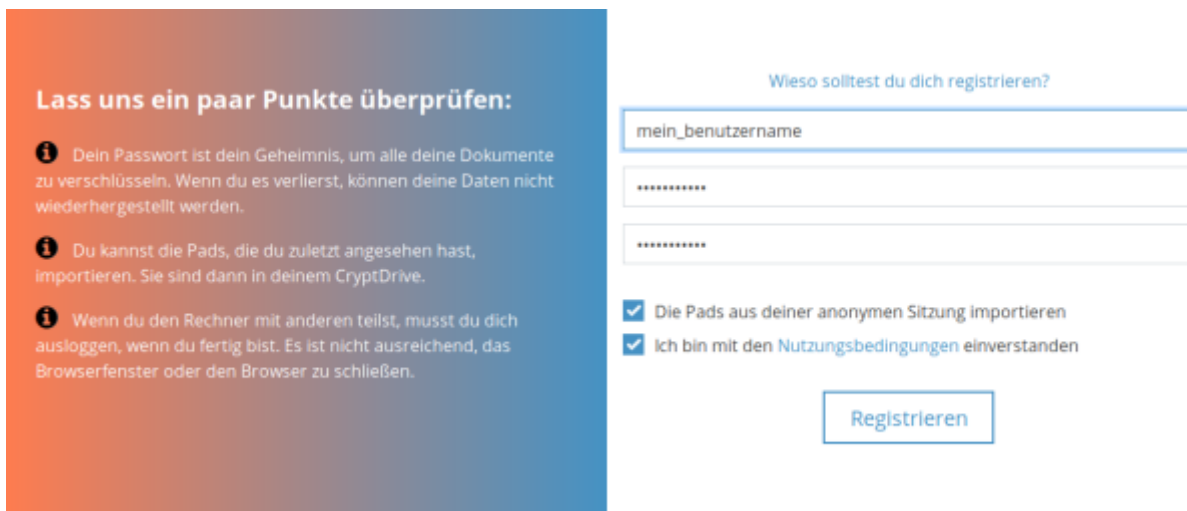 Lass uns ein paar Punkte überprüfen:
Dein Passwort ist dein Geheimnis, um alle deine Dokumente
zu verschlüsseln. Wenn du es verlierst, können deine Daten nicht
wiederhergestellt werden.
Du kannst die Pads, die du zuletzt angesehen hast,
importieren. Sie sind dann in deinem CryptDrive.
Wenn du den Rechner mit anderen teilst, musst du dich
ausloggen, wenn du fertig bist. Es ist nicht ausreichend, das
Browserfenster oder den Browser zu schließen.
Wieso solltest du dich registrieren?
mein_benutzername
•••••••••••
•••••••••••
Die Pads aus deiner anonymen Sitzung importieren
Ich bin mit den Nutzungsbedingungen einverstanden
Registrieren